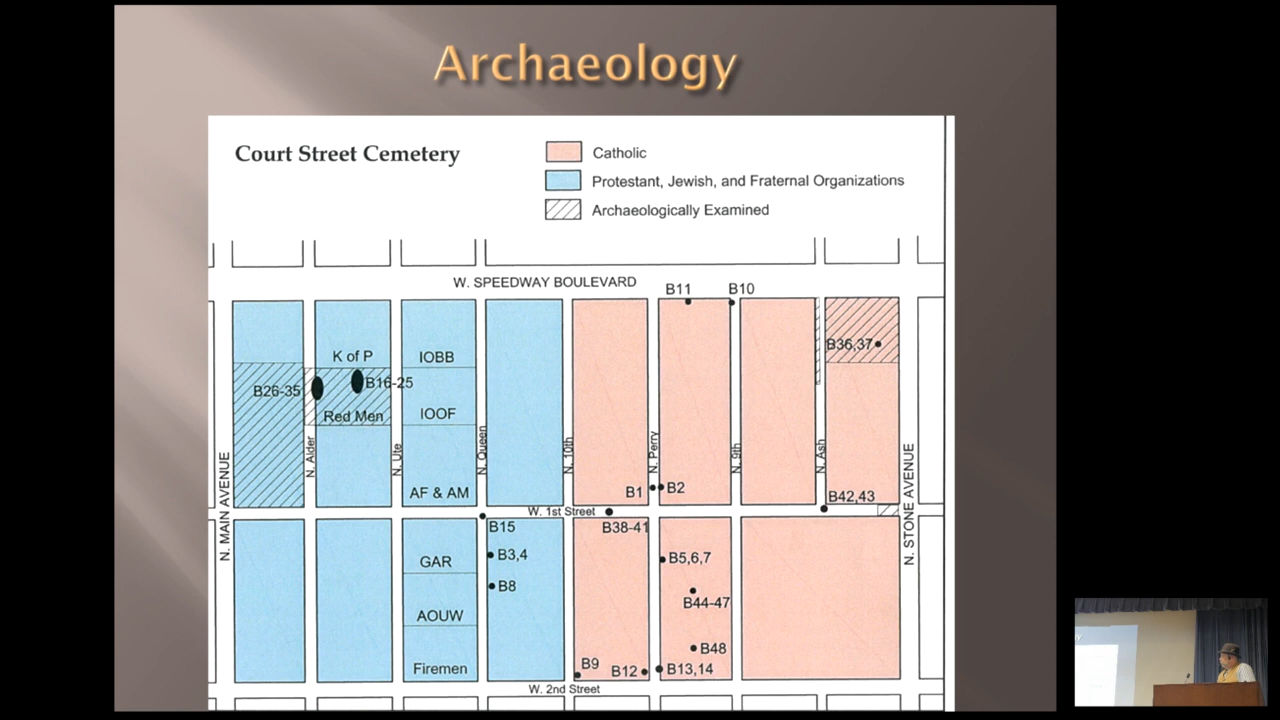 Archaeology
Court Street Cemetery
Catholic
Protestant, Jewish, and Fraternal Organizations
Archaeologically Examined
W. SPEEDWAY BOULEVARD
B11
B10
B36,37
K of P
IOBB
B26-35
B16-25
Red Men
IOOF
N. MAIN AVENUE
N. Alder
N. Ute
N. Queen
N. 10th
N. Perry
N. 9th
N. Ash
N. STONE AVENUE
AF & AM
B1
B2
B42,43
W. 1st Street
B15
B38-41
GAR
B3,4
B5,6,7
B8
B44-47
AOUW
B48
Firemen
B9
B12
B13,14
W. 2nd Street